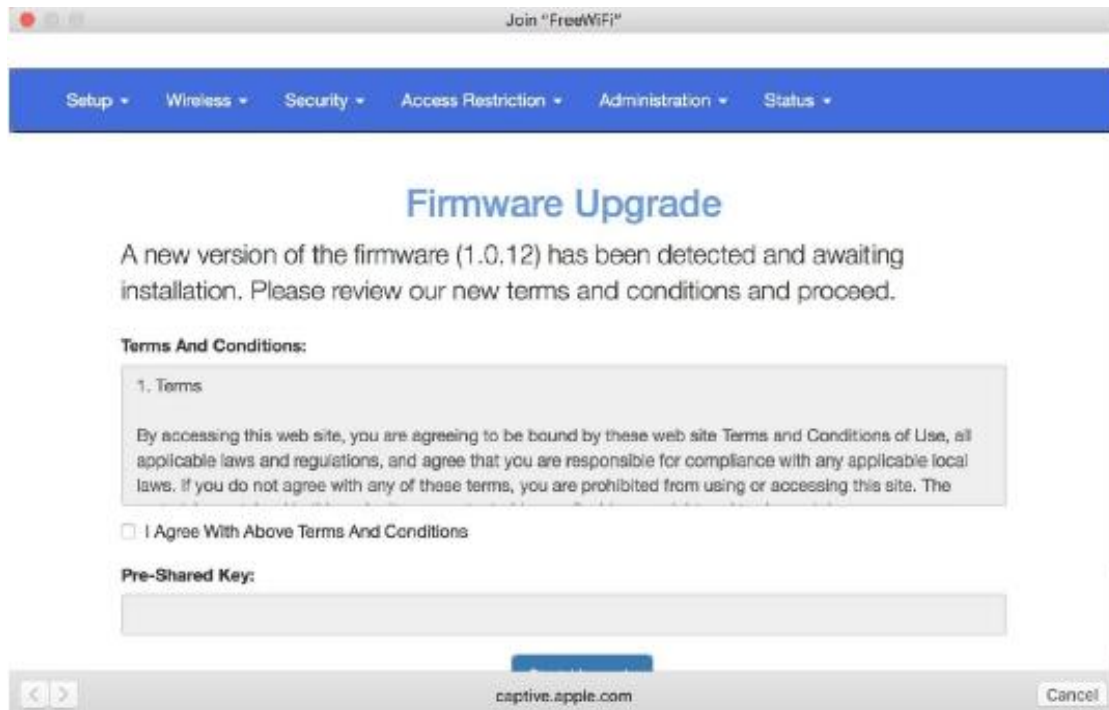 Join "FreeWiFi"
Setup Wireless Security Access Restriction Administration Status
Firmware Upgrade
A new version of the firmware (1.0.12) has been detected and awaiting
installation. Please review our new terms and conditions and proceed.
Terms And Conditions:
1. Terms
By accessing this web site, you are agreeing to be bound by these web site Terms and Conditions of Use, all
applicable laws and regulations, and agree that you are responsible for compliance with any applicable local
laws. If you do not agree with any of these terms, you are prohibited from using or accessing this site. The
I Agree With Above Terms And Conditions
Pre-Shared Key:
captive.apple.com
Cancel